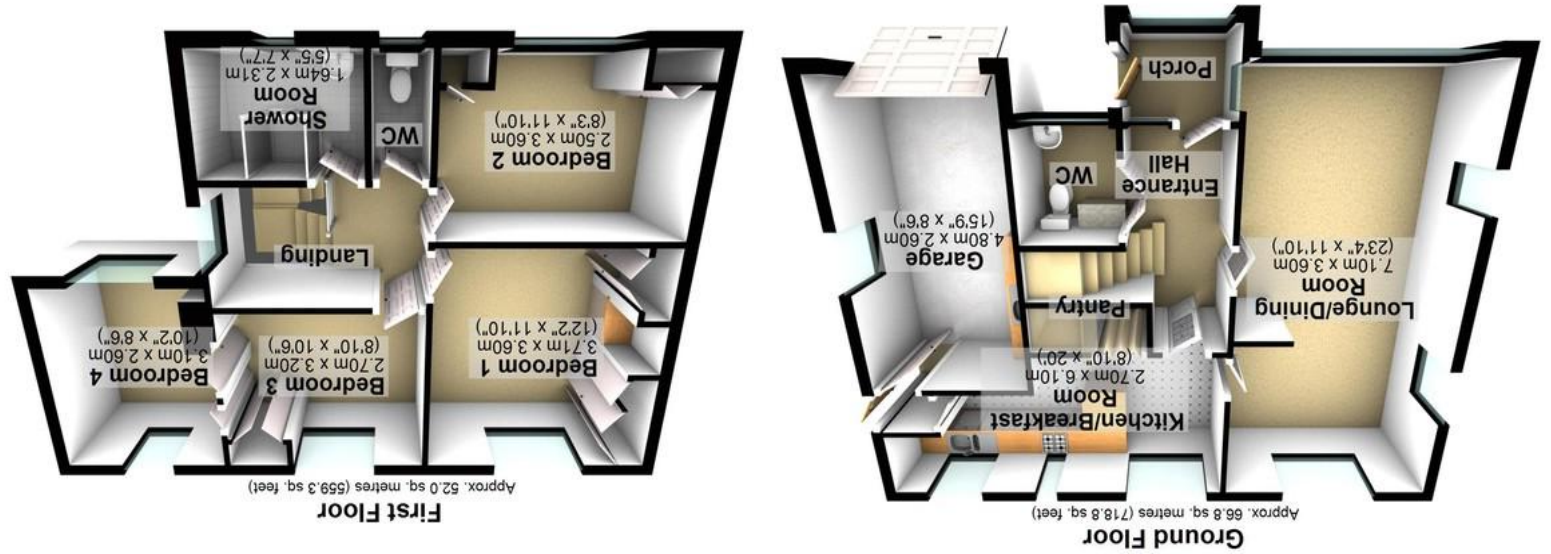 Ground Floor
Approx. 66.8 sq. metres (718.8 sq. feet)
Kitchen/Breakfast
Room
2.70m x 6.10m
(8'10" x 20')
Pantry
Lounge/Dining
Room
7.10m x 3.60m
(23'4" x 11'10")
Garage
4.80m x 2.60m
(15'9" x 8'6")
WC
Entrance
Hall
Porch
First Floor
Approx. 52.0 sq. metres (559.3 sq. feet)
Bedroom 1
3.71m x 3.60m
(12'2" x 11'10")
Bedroom 3
2.70m x 3.20m
(8'10" x 10'6")
Bedroom 4
3.10m x 2.60m
(10'2" x 8'6")
Landing
Bedroom 2
2.50m x 3.60m
(8'3" x 11'10")
WC
Shower
Room
1.64m x 2.31m
(5'5" x 7'7")